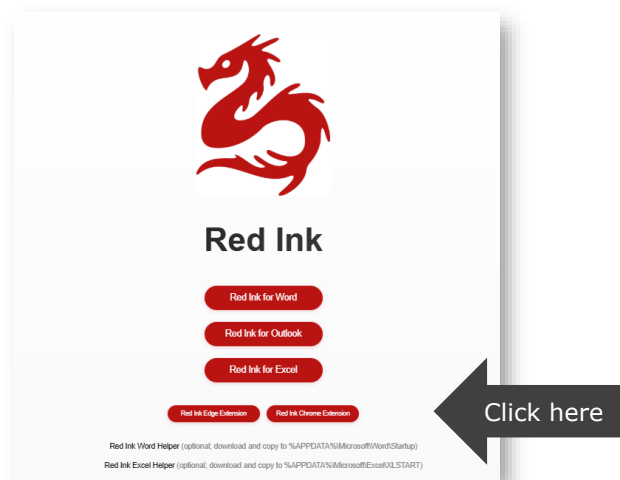 Red Ink
Red Ink for Word
Red Ink for Outlook
Red Ink for Excel
Red Ink Edge Extension Red Ink Chrome Extension
Click here
Red Ink Word Helper (optional; download and copy to %APPDATA%\Microsoft\Word\Startup)
Red Ink Excel Helper (optional; download and copy to %APPDATA%\Microsoft\Excel\XLSTART)